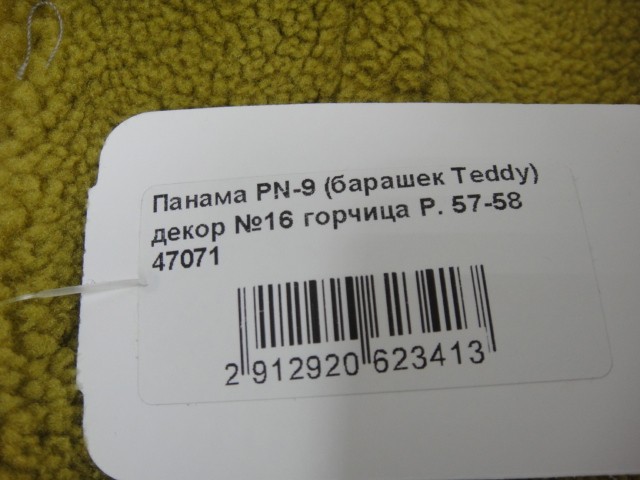 Панама PN-9 (барашек Teddy)
декор №16 горчица Р. 57-58
47071
2 912920 623413